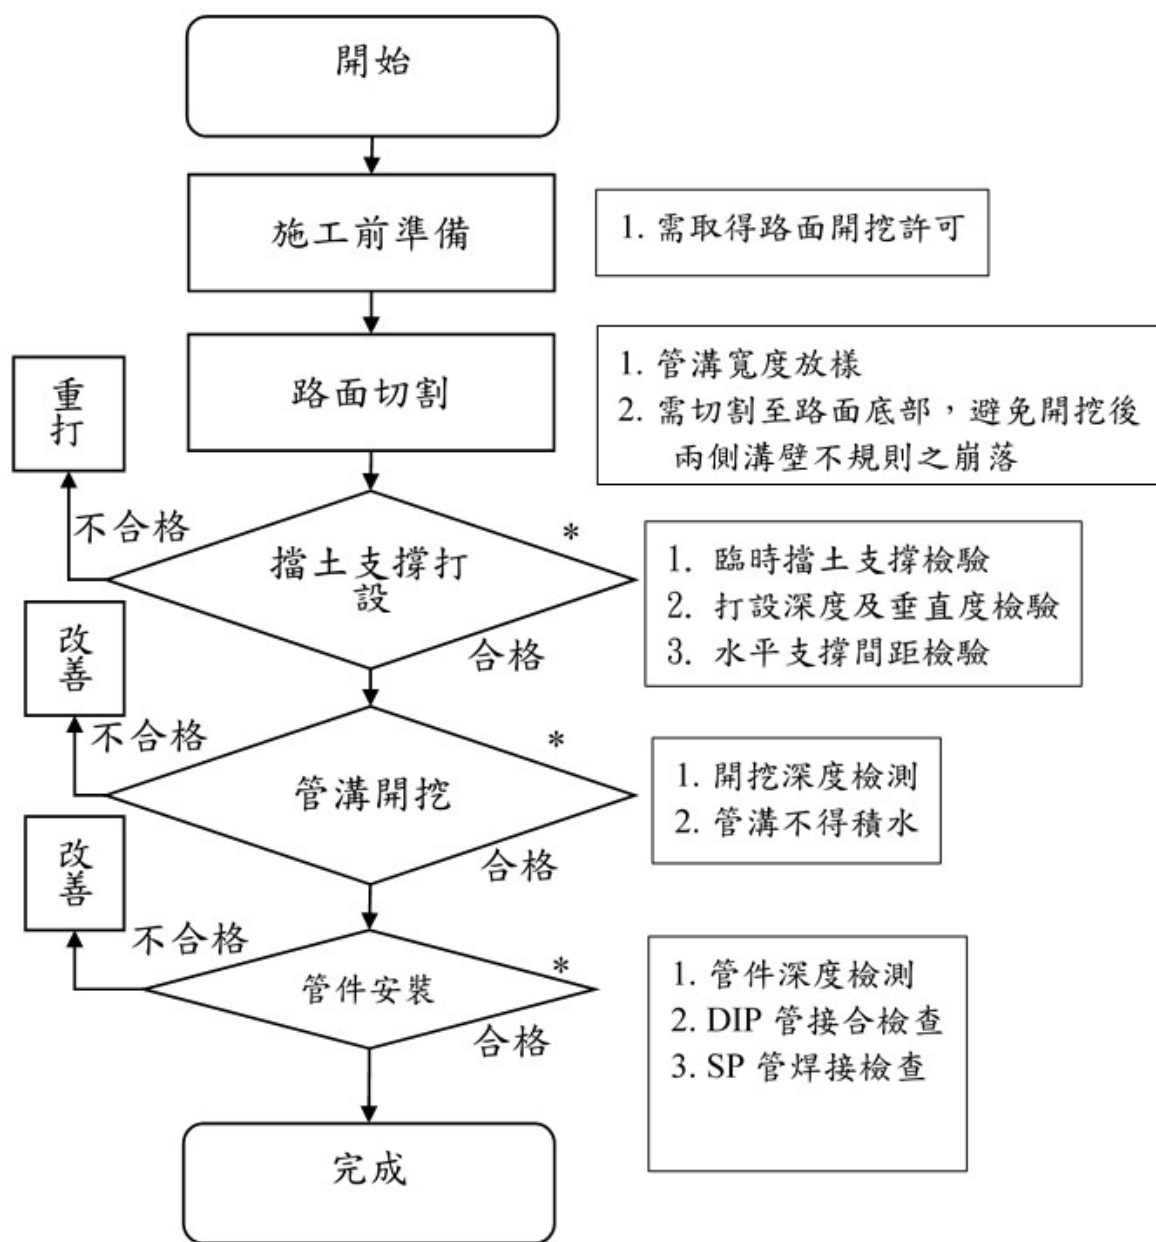 開始
施工前準備
1. 需取得路面開挖許可
路面切割
1. 管溝寬度放樣
2. 需切割至路面底部，避免開挖後
兩側溝壁不規則之崩落
重
打
不合格
*
擋土支撐打
設
合格
1. 臨時擋土支撐檢驗
2. 打設深度及垂直度檢驗
3. 水平支撐間距檢驗
改
善
不合格
*
管溝開挖
合格
1. 開挖深度檢測
2. 管溝不得積水
改
善
不合格
*
管件安裝
合格
1. 管件深度檢測
2. DIP 管接合檢查
3. SP 管焊接檢查
完成